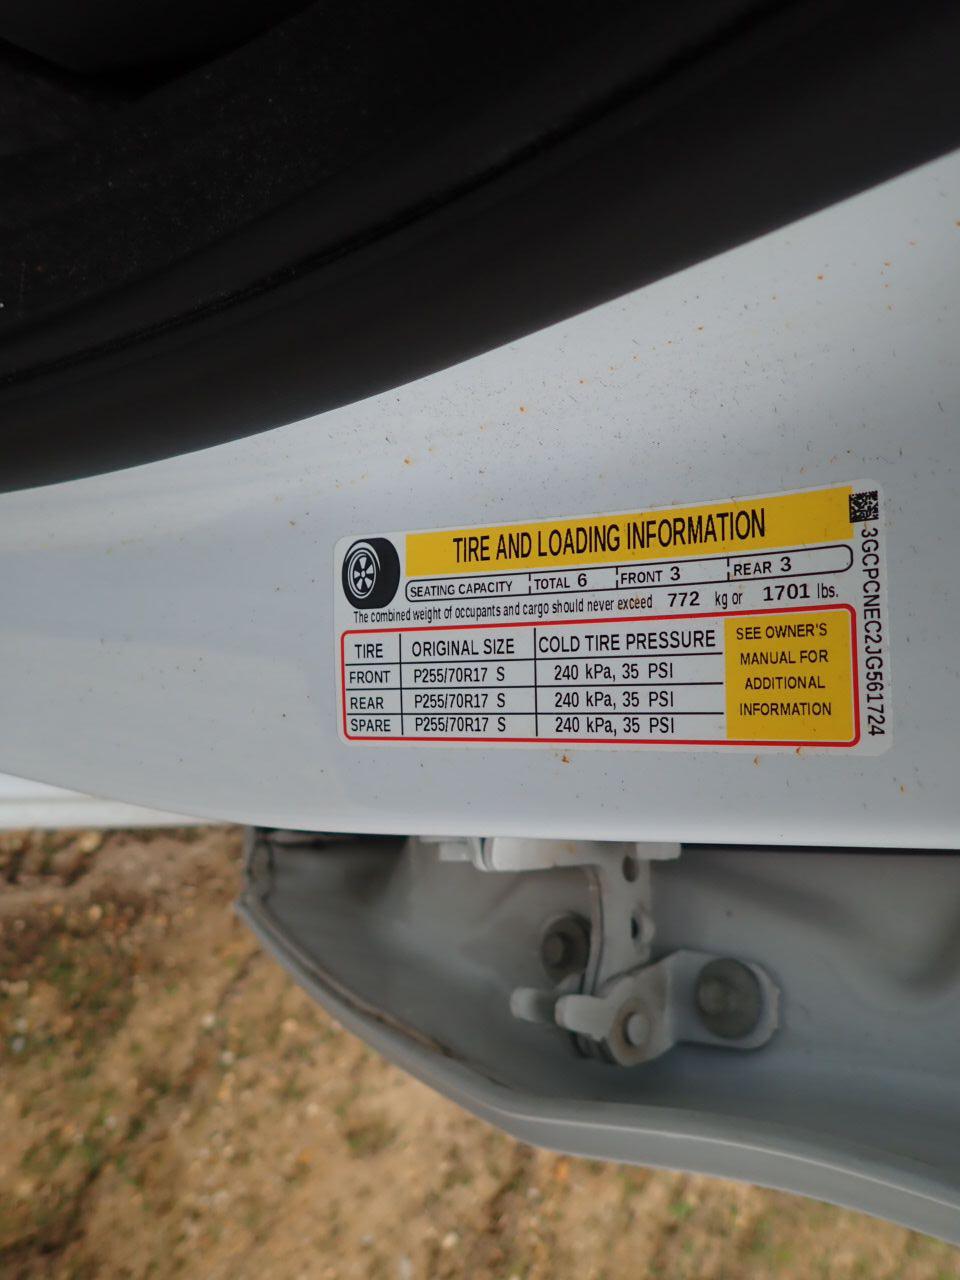 TIRE AND LOADING INFORMATION
SEATING CAPACITY TOTAL 6 FRONT 3 REAR 3
The combined weight of occupants and cargo should never exceed 772 kg or 1701 lbs.
TIRE ORIGINAL SIZE COLD TIRE PRESSURE
FRONT P255/70R17 S 240 kPa, 35 PSI
REAR P255/70R17 S 240 kPa, 35 PSI
SPARE P255/70R17 S 240 kPa, 35 PSI
SEE OWNER'S
MANUAL FOR
ADDITIONAL
INFORMATION
3GCPCNEC2JG561724